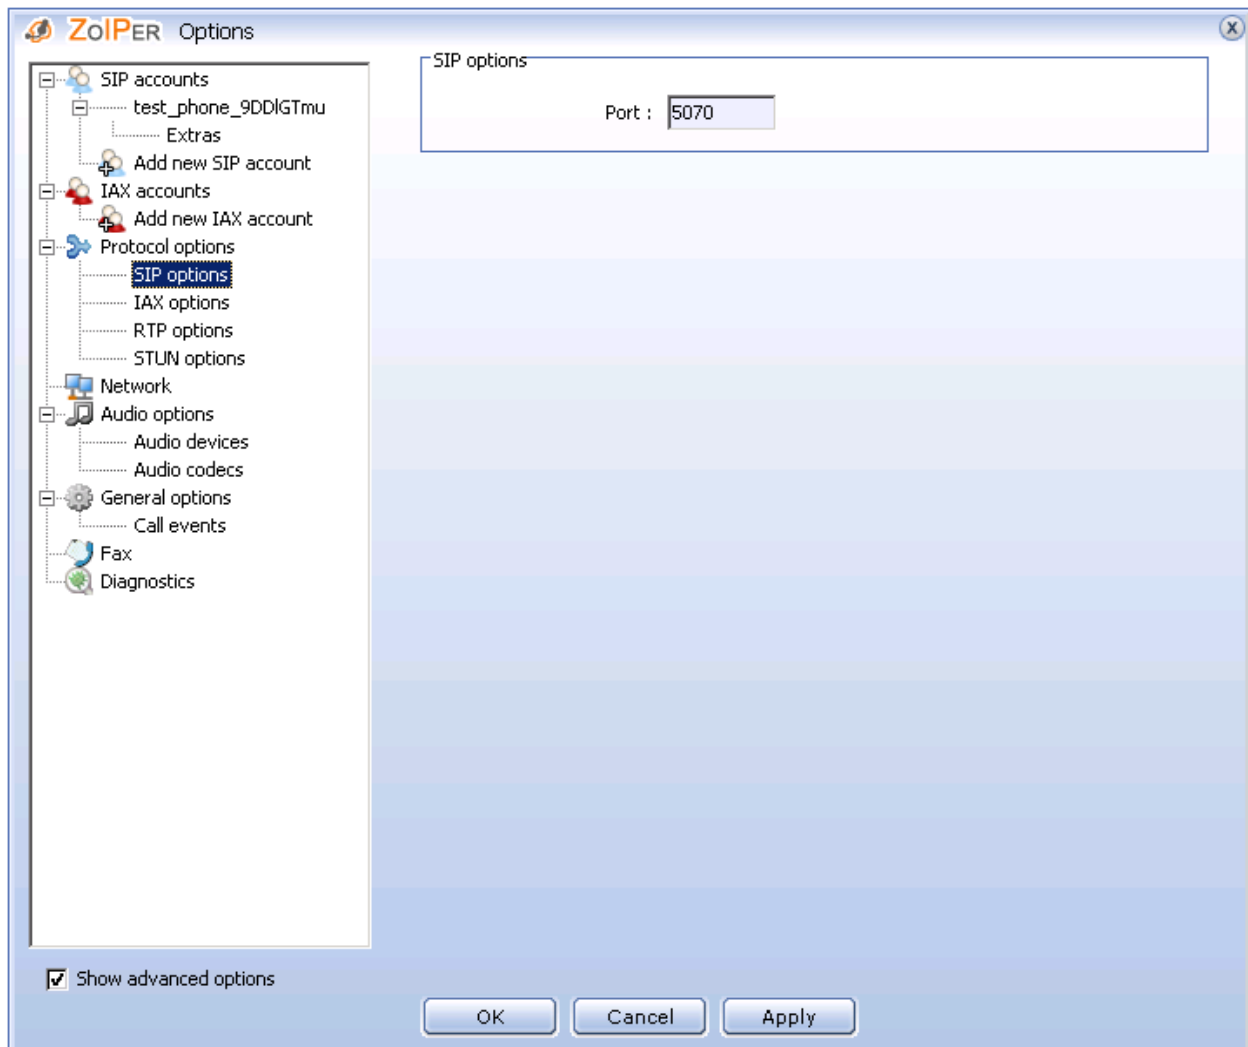 ZOIPER Options
SIP accounts
test_phone_9DDlGTmu
Extras
Add new SIP account
IAX accounts
Add new IAX account
Protocol options
SIP options
IAX options
RTP options
STUN options
Network
Audio options
Audio devices
Audio codecs
General options
Call events
Fax
Diagnostics
SIP options
Port : 5070
Show advanced options
OK Cancel Apply